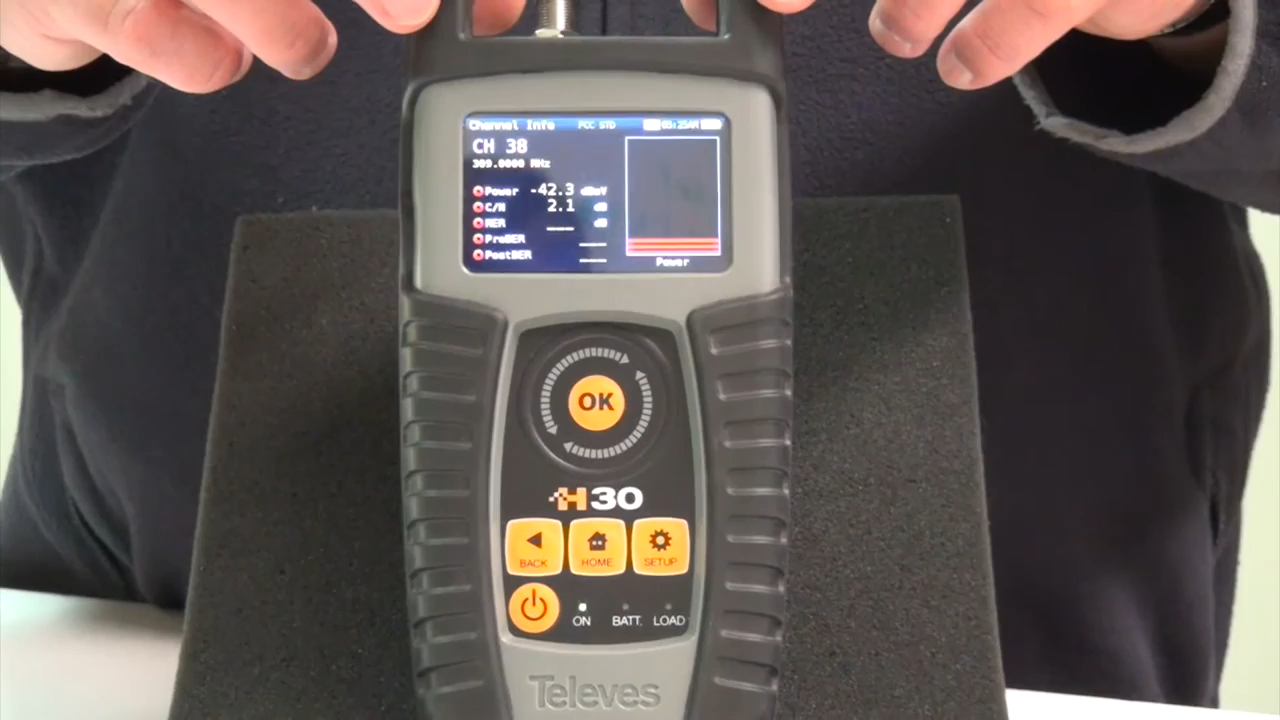 Channel Info FCC STD 05:25AM
CH 38
309.0000 MHz
Power -42.3 dBmV
C/N 2.1 dB
MER ---- dB
PreBER ----
PostBER ----
Power
OK
H30
BACK HOME SETUP
ON BATT. LOAD
Televes